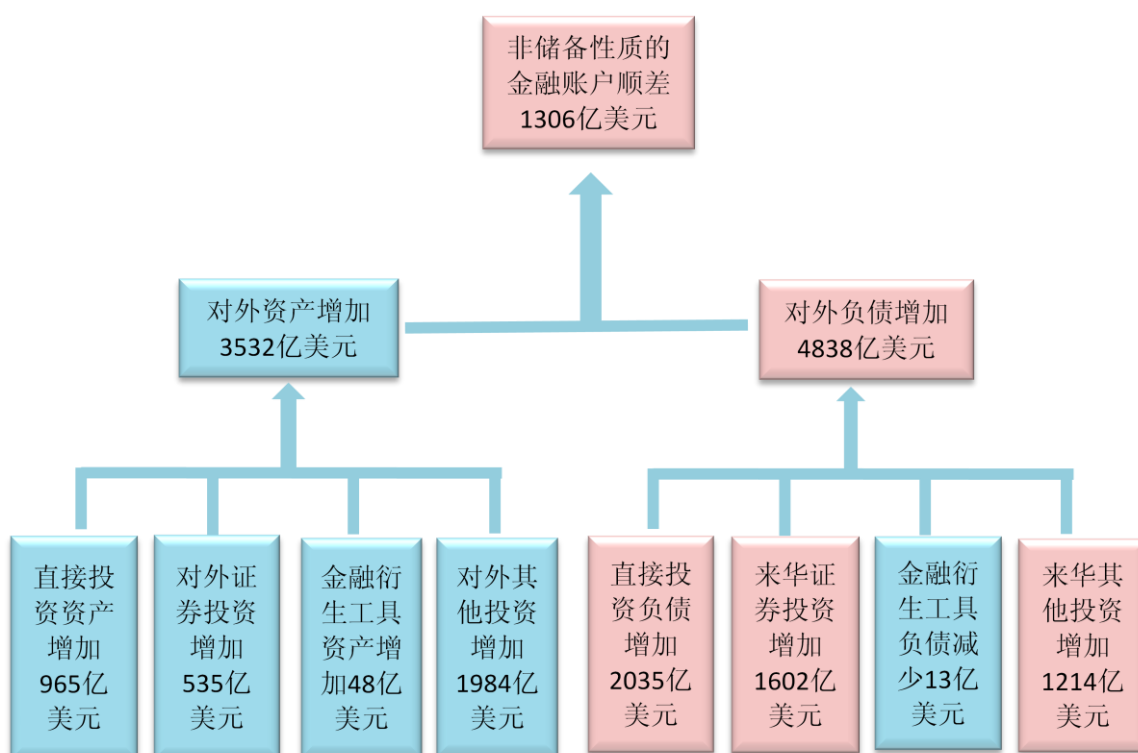 非储备性质的
金融账户顺差
1306亿美元
对外资产增加
3532亿美元
对外负债增加
4838亿美元
直接投
资资产
增加
965亿
美元
对外证
券投资
增加
535亿
美元
金融衍
生工具
资产增
加48亿
美元
对外其
他投资
增加
1984亿
美元
直接投
资负债
增加
2035亿
美元
来华证
券投资
增加
1602亿
美元
金融衍
生工具
负债减
少13亿
美元
来华其
他投资
增加
1214亿
美元